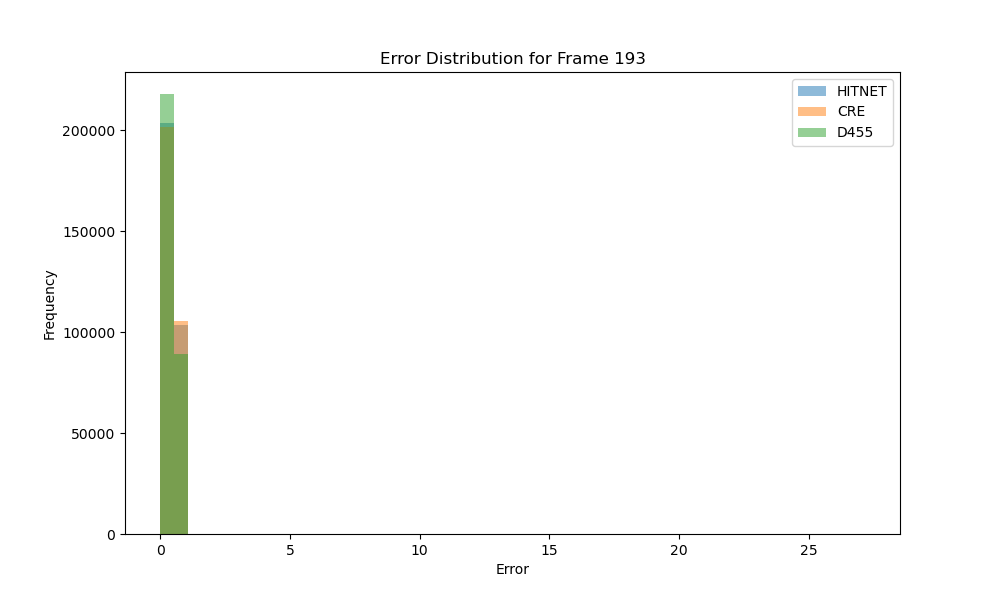 Error Distribution for Frame 193
HITNET
CRE
D455
200000
150000
100000
50000
0
Frequency
0 5 10 15 20 25
Error